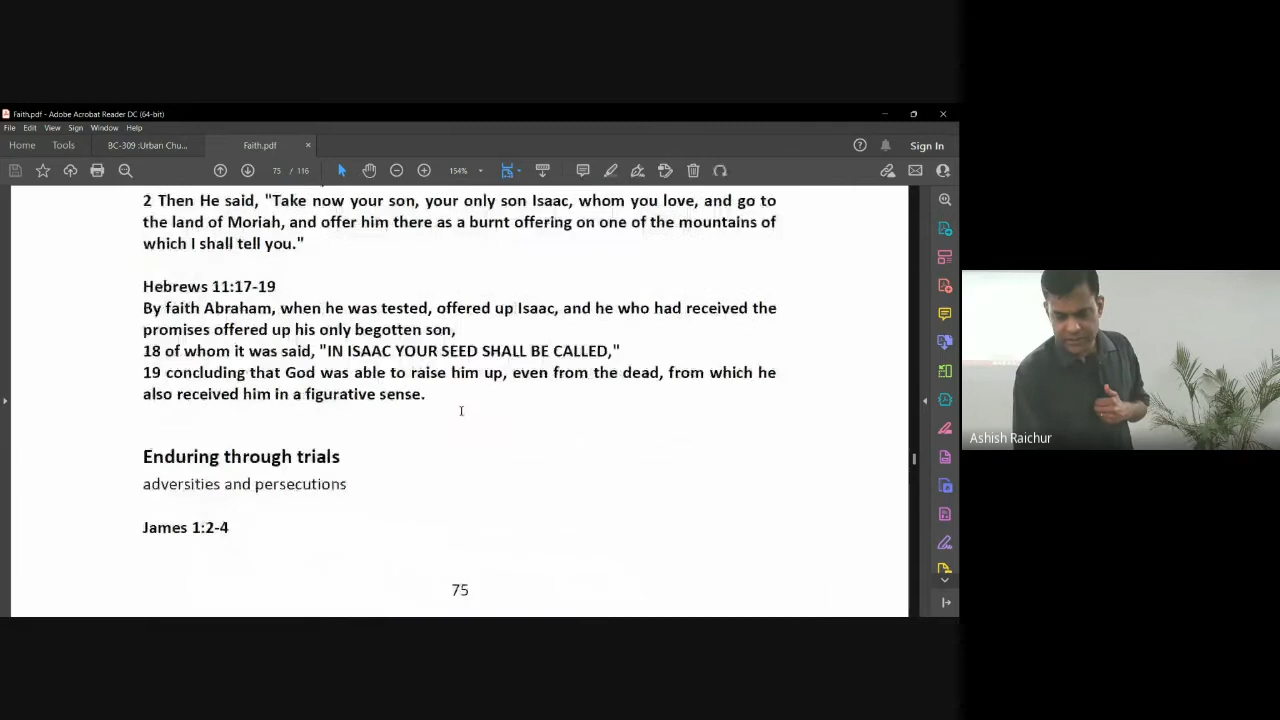 Faith.pdf - Adobe Acrobat Reader DC (64-bit)
File Edit View Sign Window Help
Home Tools BC-309 :Urban Chu... Faith.pdf × Sign In
75 / 116 154%
2 Then He said, "Take now your son, your only son Isaac, whom you love, and go to
the land of Moriah, and offer him there as a burnt offering on one of the mountains of
which I shall tell you."
Hebrews 11:17-19
By faith Abraham, when he was tested, offered up Isaac, and he who had received the
promises offered up his only begotten son,
18 of whom it was said, "IN ISAAC YOUR SEED SHALL BE CALLED,"
19 concluding that God was able to raise him up, even from the dead, from which he
also received him in a figurative sense.
Enduring through trials
adversities and persecutions
James 1:2-4
75
Ashish Raichur